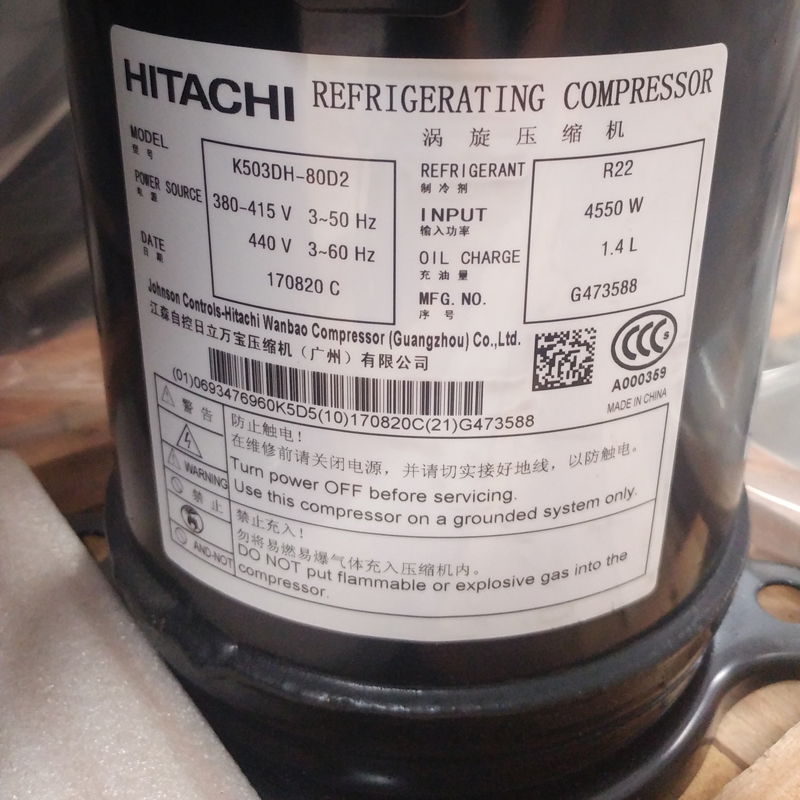 HITACHI REFRIGERATING COMPRESSOR
涡旋压缩机
MODEL K503DH-80D2
型号
POWER SOURCE 380-415 V 3~50 Hz
电源 440 V 3~60 Hz
DATE 170820 C
日期
REFRIGERANT R22
制冷剂
INPUT 4550 W
输入功率
OIL CHARGE 1.4 L
充油量
MFG. NO. G473588
序号
Johnson Controls-Hitachi Wanbao Compressor (Guangzhou) Co.,Ltd.
江森自控日立万宝压缩机（广州）有限公司
(01)0693476960K5D5(10)170820C(21)G473588
CCC S
A000359
MADE IN CHINA
警告
WARNING
防止触电！
在维修前请关闭电源，并请切实接好地线，以防触电。
Turn power OFF before servicing.
Use this compressor on a grounded system only.
禁止
AND-NOT
禁止充入！
勿将易燃易爆气体充入压缩机内。
DO NOT put flammable or explosive gas into the
compressor.